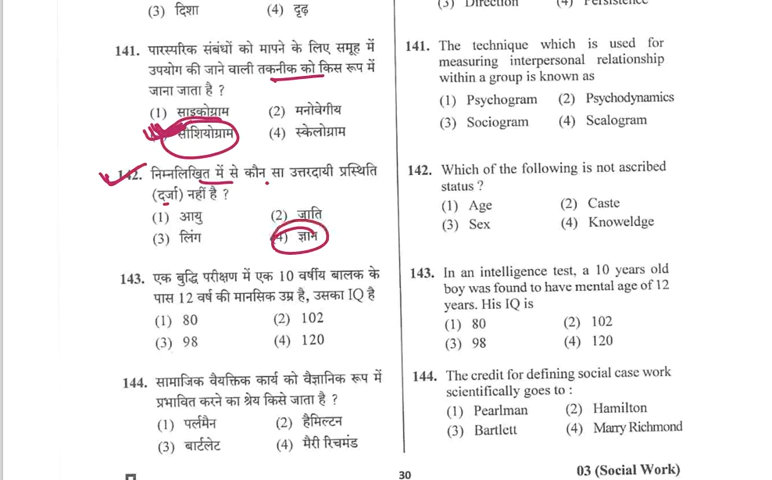 (3) दिशा (4) दृढ़
141. पारस्परिक संबंधों को मापने के लिए समूह में
उपयोग की जाने वाली तकनीक को किस रूप में
जाना जाता है ?
(1) साइकोग्राम (2) मनोवेगीय
सोशियोग्राम (4) स्केलोग्राम
142. निम्नलिखित में से कौन सा उत्तरदायी प्रस्थिति
(दर्जा) नहीं है ?
(1) आयु (2) जाति
(3) लिंग (4) ज्ञान
143. एक बुद्धि परीक्षण में एक 10 वर्षीय बालक के
पास 12 वर्ष की मानसिक उम्र है, उसका IQ है
(1) 80 (2) 102
(3) 98 (4) 120
144. सामाजिक वैयक्तिक कार्य को वैज्ञानिक रूप में
प्रभावित करने का श्रेय किसे जाता है ?
(1) पर्लमैन (2) हैमिल्टन
(3) बार्टलेट (4) मैरी रिचमंड
(3) Direction (4) Persistence
141. The technique which is used for
measuring interpersonal relationship
within a group is known as
(1) Psychogram (2) Psychodynamics
(3) Sociogram (4) Scalogram
142. Which of the following is not ascribed
status ?
(1) Age (2) Caste
(3) Sex (4) Knoweldge
143. In an intelligence test, a 10 years old
boy was found to have mental age of 12
years. His IQ is
(1) 80 (2) 102
(3) 98 (4) 120
144. The credit for defining social case work
scientifically goes to :
(1) Pearlman (2) Hamilton
(3) Bartlett (4) Marry Richmond
30
03 (Social Work)